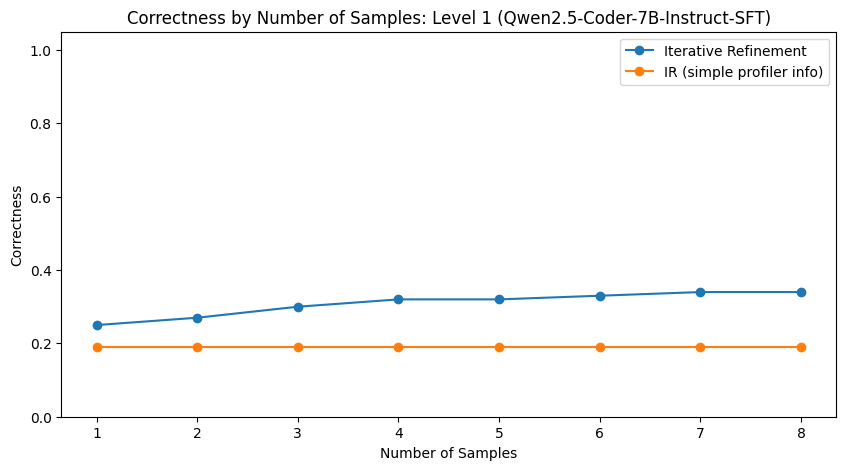 Correctness by Number of Samples: Level 1 (Qwen2.5-Coder-7B-Instruct-SFT)
Iterative Refinement
IR (simple profiler info)
Correctness
1.0
0.8
0.6
0.4
0.2
0.0
1 2 3 4 5 6 7 8
Number of Samples